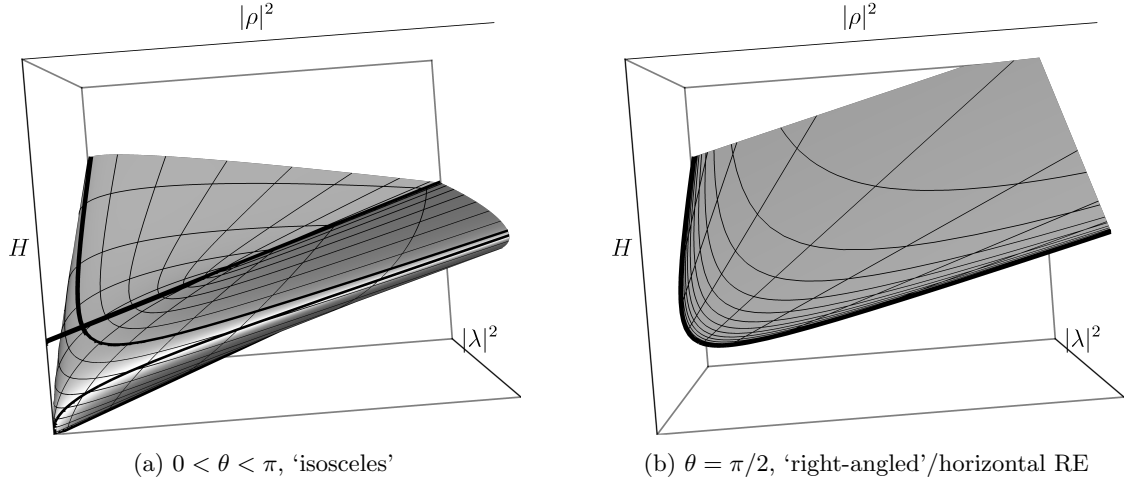 |ρ|²
|ρ|²
H
H
|λ|²
|λ|²
(a) 0 < θ < π, ‘isosceles’
(b) θ = π/2, ‘right-angled’/horizontal RE